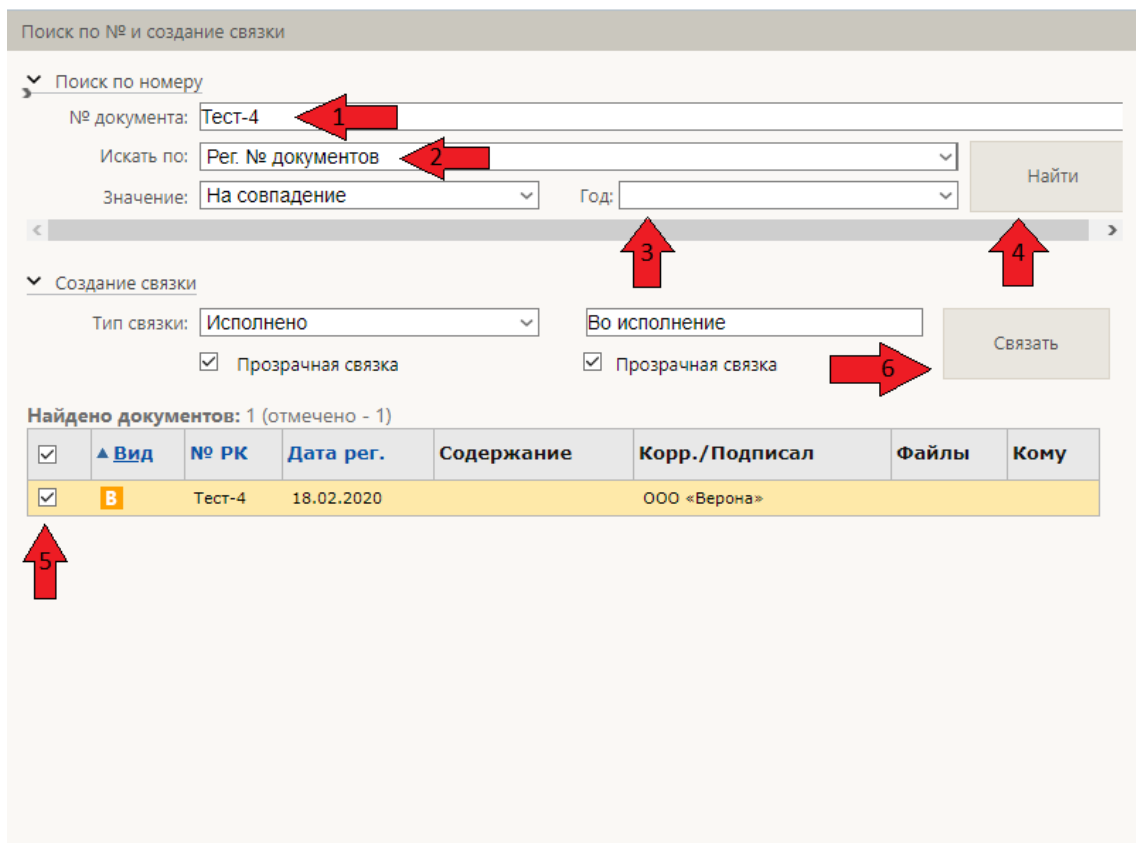 Поиск по № и создание связки
Поиск по номеру
№ документа: Тест-4 1
Искать по: Рег. № документов 2
Найти
Значение: На совпадение Год:
3 4
Создание связки
Тип связки: Исполнено Во исполнение
Связать
Прозрачная связка Прозрачная связка 6
Найдено документов: 1 (отмечено - 1)
Вид № РК Дата рег. Содержание Корр./Подписал Файлы Кому
В Тест-4 18.02.2020 ООО «Верона»
5